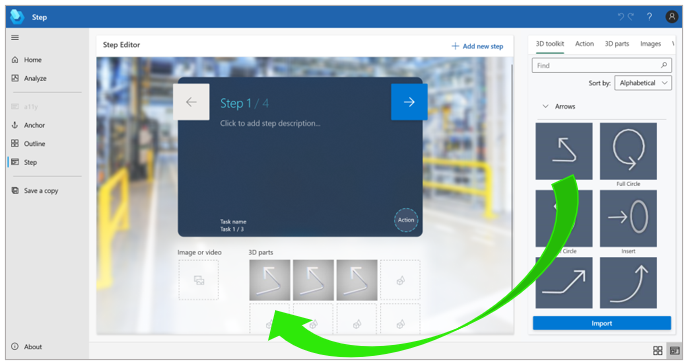 Step
?
Home
Analyze
a11y
Anchor
Outline
Step
Save a copy
About
Step Editor
+ Add new step
Step 1 / 4
Click to add step description...
Task name
Task 1 / 3
Action
Image or video
3D parts
3D toolkit Action 3D parts Images
Find
Sort by: Alphabetical
Arrows
Full Circle
Circle Insert
Import